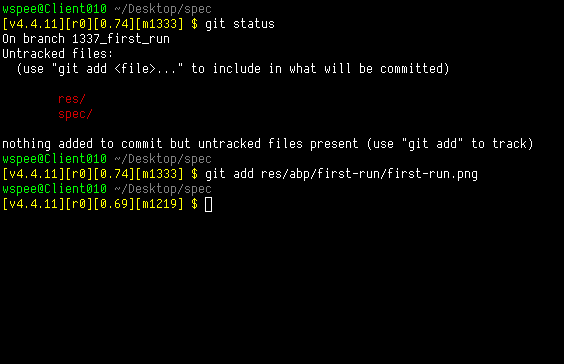 wspee@Client010 ~/Desktop/spec
[v4.4.11][r0][0.74][m1333] $ git status
On branch 1337_first_run
Untracked files:
  (use "git add <file>..." to include in what will be committed)

        res/
        spec/

nothing added to commit but untracked files present (use "git add" to track)
wspee@Client010 ~/Desktop/spec
[v4.4.11][r0][0.74][m1333] $ git add res/abp/first-run/first-run.png
wspee@Client010 ~/Desktop/spec
[v4.4.11][r0][0.69][m1219] $